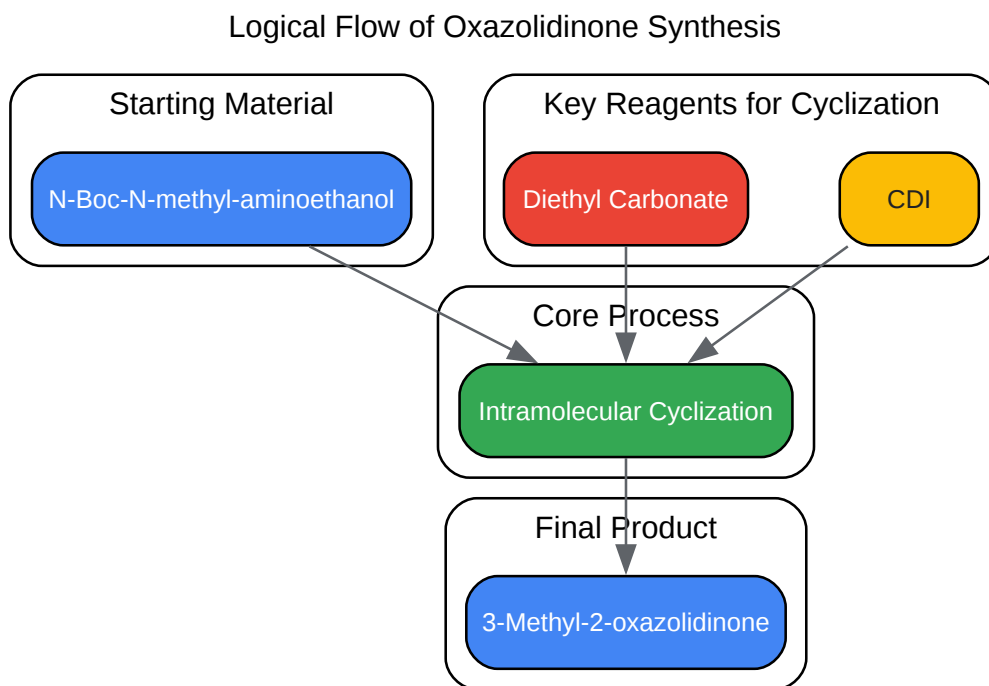 Logical Flow of Oxazolidinone Synthesis
Starting Material
Key Reagents for Cyclization
N-Boc-N-methyl-aminoethanol
Diethyl Carbonate
CDI
Core Process
Intramolecular Cyclization
Final Product
3-Methyl-2-oxazolidinone